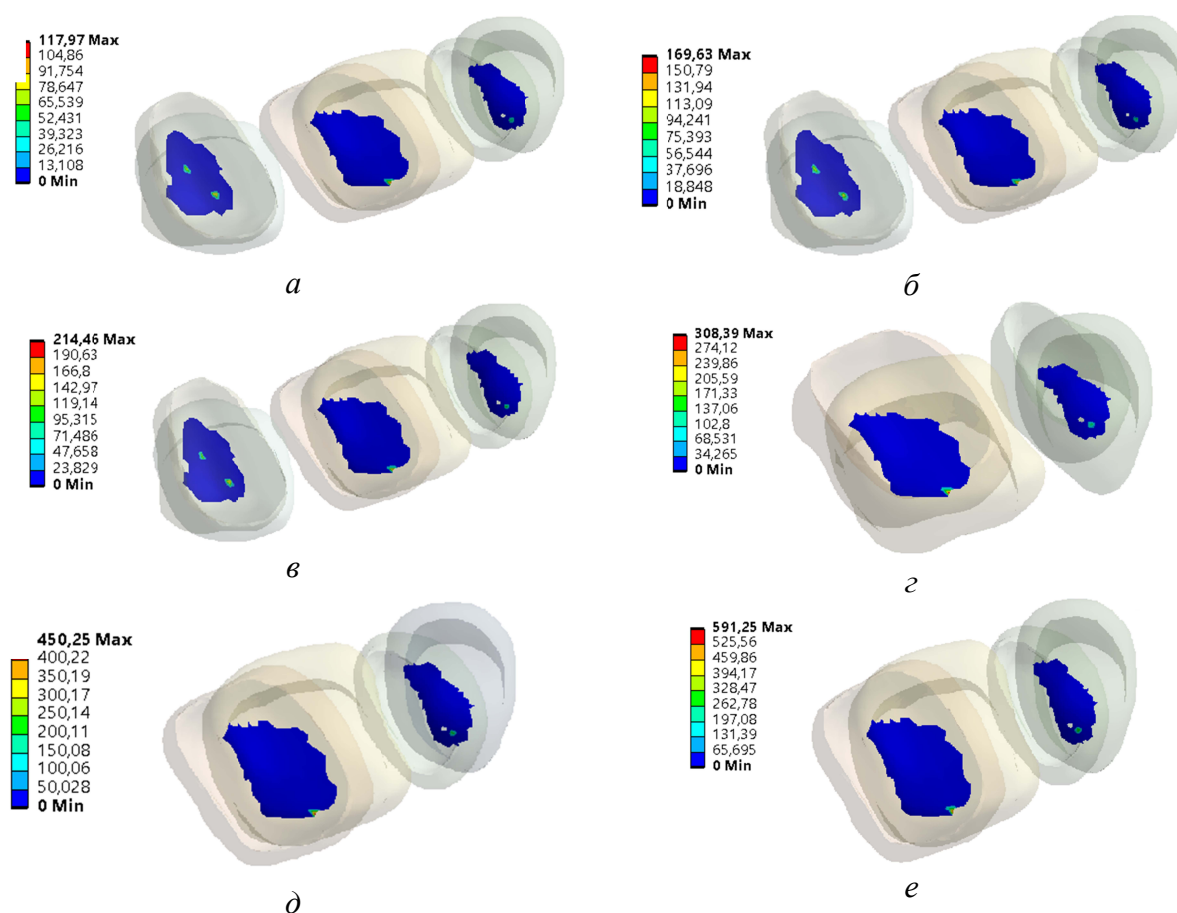 117,97 Max
104,86
91,754
78,647
65,539
52,431
39,323
26,216
13,108
0 Min
а
169,63 Max
150,79
131,94
113,09
94,241
75,393
56,544
37,696
18,848
0 Min
б
214,46 Max
190,63
166,8
142,97
119,14
95,315
71,486
47,658
23,829
0 Min
в
308,39 Max
274,12
239,86
205,59
171,33
137,06
102,8
68,531
34,265
0 Min
г
450,25 Max
400,22
350,19
300,17
250,14
200,11
150,08
100,06
50,028
0 Min
д
591,25 Max
525,56
459,86
394,17
328,47
262,78
197,08
131,39
65,695
0 Min
е